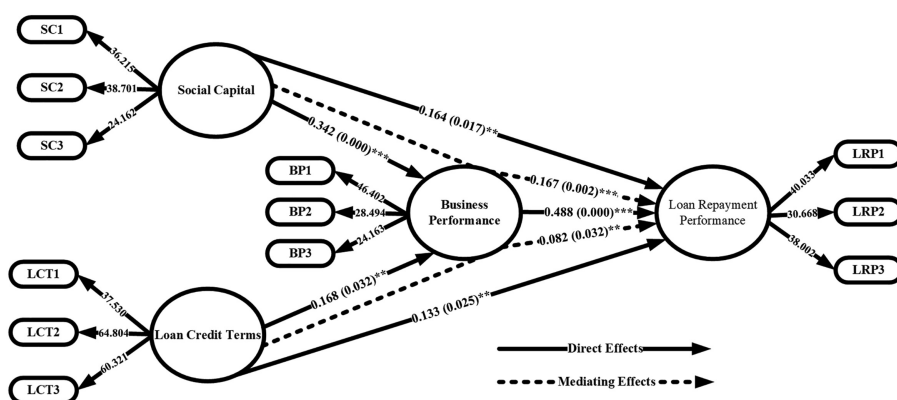 SC1
36.215
SC2
38.701
SC3
24.162
Social Capital
0.164 (0.017)**
0.342 (0.000)***
0.167 (0.002)***
BP1
46.402
BP2
28.494
BP3
24.163
Business
Performance
0.488 (0.000)***
0.082 (0.032)**
Loan Repayment
Performance
LRP1
40.033
LRP2
30.668
LRP3
38.002
LCT1
37.530
LCT2
64.804
LCT3
60.321
Loan Credit Terms
0.168 (0.032)**
0.133 (0.025)**
Direct Effects
Mediating Effects